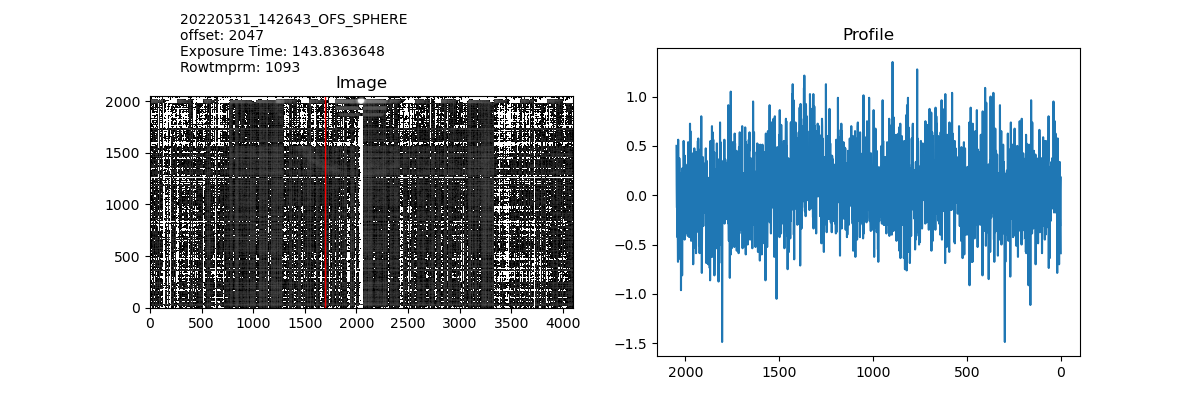 20220531_142643_OFS_SPHERE
offset: 2047
Exposure Time: 143.8363648
Rowtmprm: 1093
Image
2000
1500
1000
500
0
0 500 1000 1500 2000 2500 3000 3500 4000
Profile
1.0
0.5
0.0
−0.5
−1.0
−1.5
2000 1500 1000 500 0